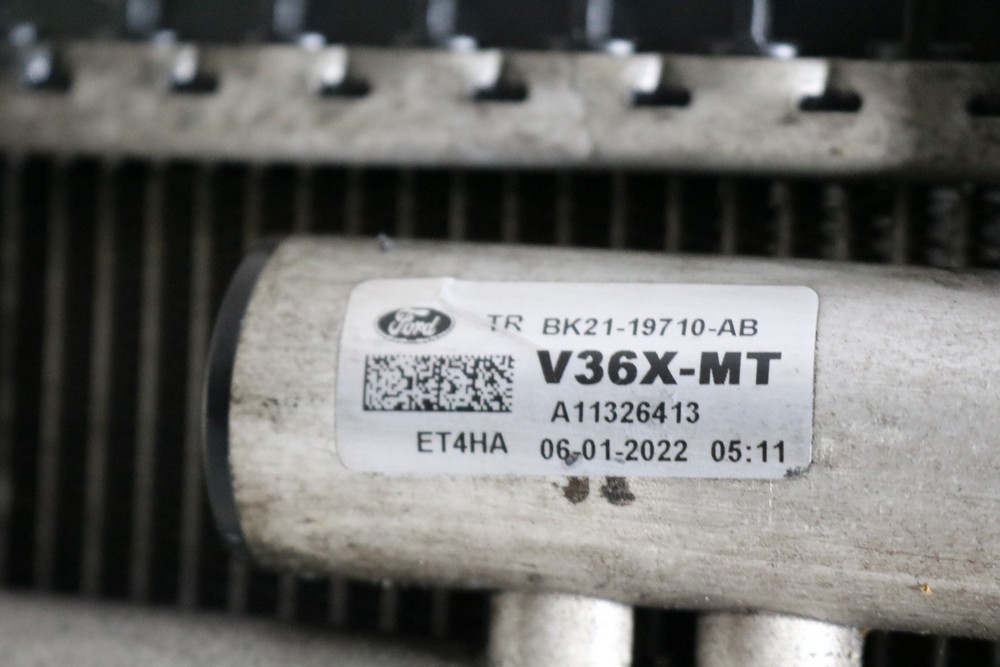 Ford TR BK21-19710-AB
V36X-MT
A11326413
ET4HA 06-01-2022 05:11